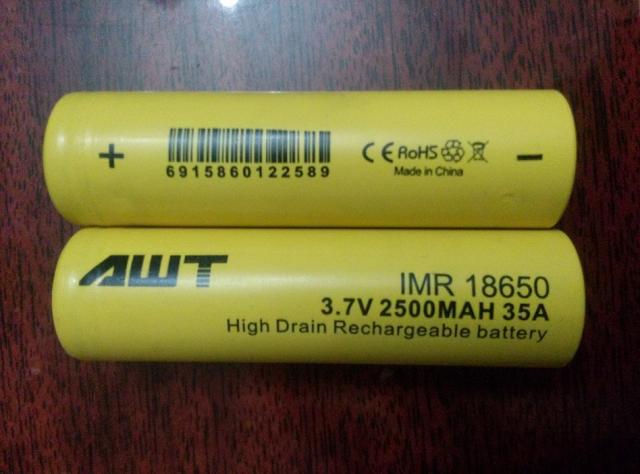 +
6915860122589
CE RoHS
Made in China
−
AWT
IMR 18650
3.7V 2500MAH 35A
High Drain Rechargeable battery